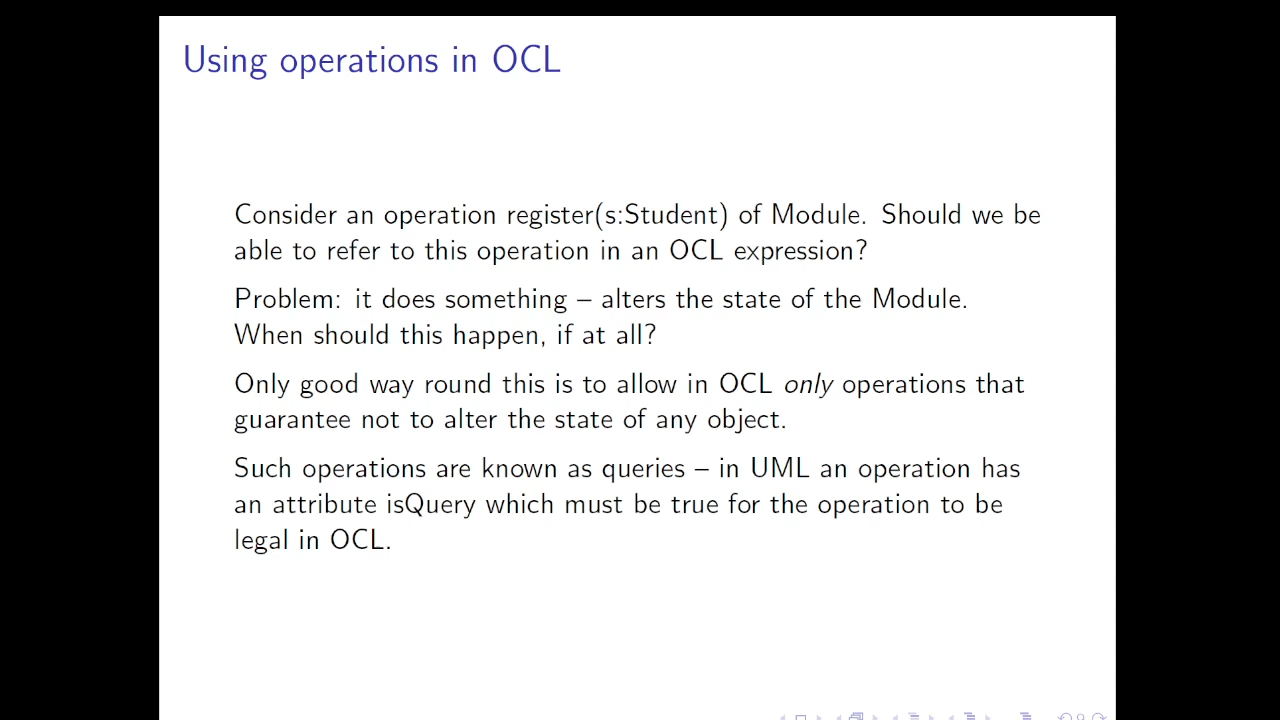 Using operations in OCL
Consider an operation register(s:Student) of Module. Should we be
able to refer to this operation in an OCL expression?
Problem: it does something – alters the state of the Module.
When should this happen, if at all?
Only good way round this is to allow in OCL only operations that
guarantee not to alter the state of any object.
Such operations are known as queries – in UML an operation has
an attribute isQuery which must be true for the operation to be
legal in OCL.